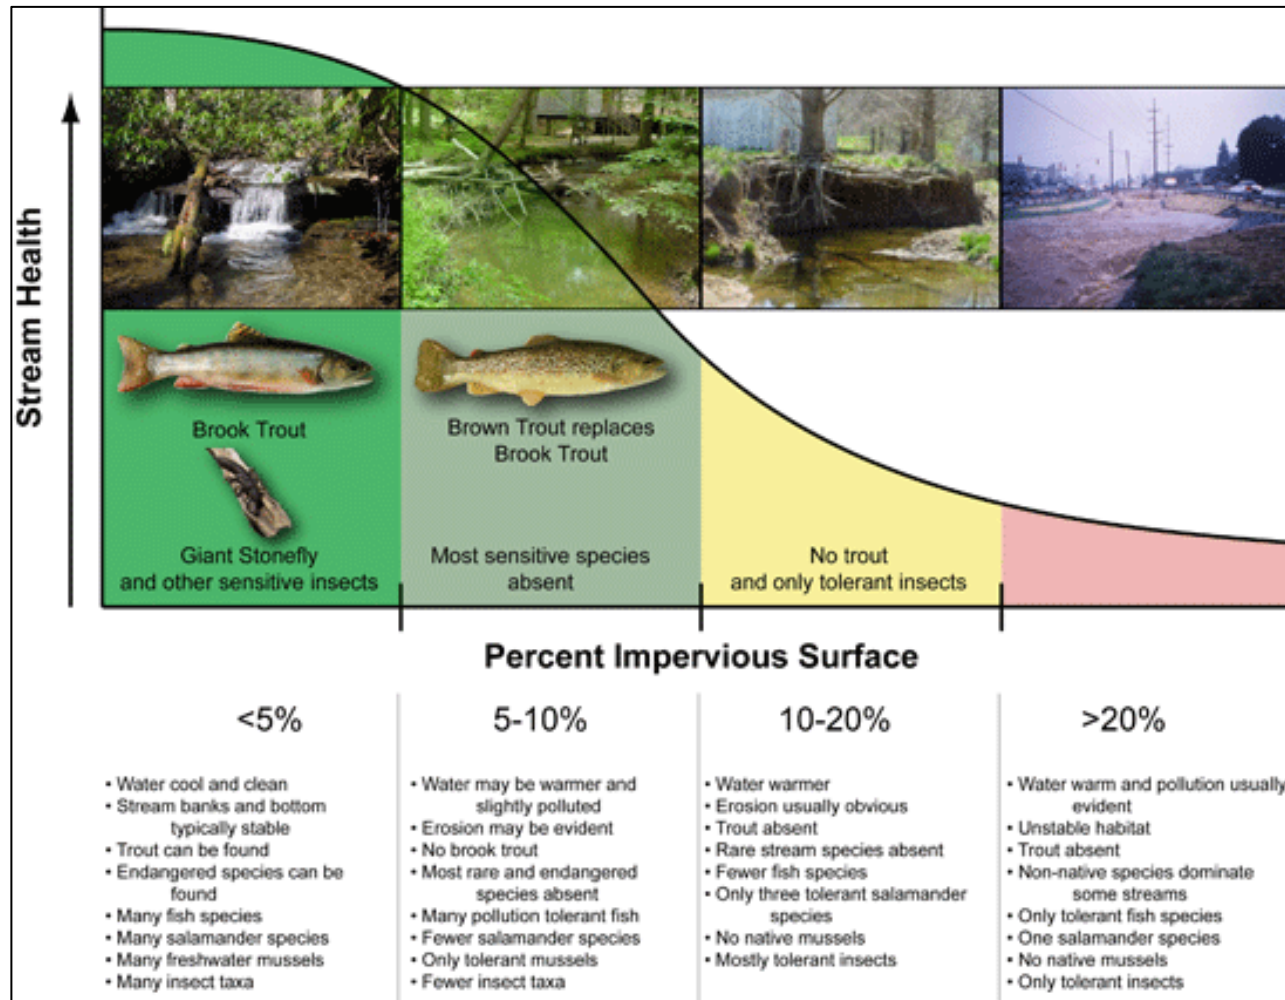 Stream Health
Brook Trout
Giant Stonefly
and other sensitive insects
Brown Trout replaces
Brook Trout
Most sensitive species
absent
No trout
and only tolerant insects
Percent Impervious Surface
<5%
• Water cool and clean
• Stream banks and bottom
typically stable
• Trout can be found
• Endangered species can be
found
• Many fish species
• Many salamander species
• Many freshwater mussels
• Many insect taxa
5-10%
• Water may be warmer and
slightly polluted
• Erosion may be evident
• No brook trout
• Most rare and endangered
species absent
• Many pollution tolerant fish
• Fewer salamander species
• Only tolerant mussels
• Fewer insect taxa
10-20%
• Water warmer
• Erosion usually obvious
• Trout absent
• Rare stream species absent
• Fewer fish species
• Only three tolerant salamander
species
• No native mussels
• Mostly tolerant insects
>20%
• Water warm and pollution usually
evident
• Unstable habitat
• Trout absent
• Non-native species dominate
some streams
• Only tolerant fish species
• One salamander species
• No native mussels
• Only tolerant insects